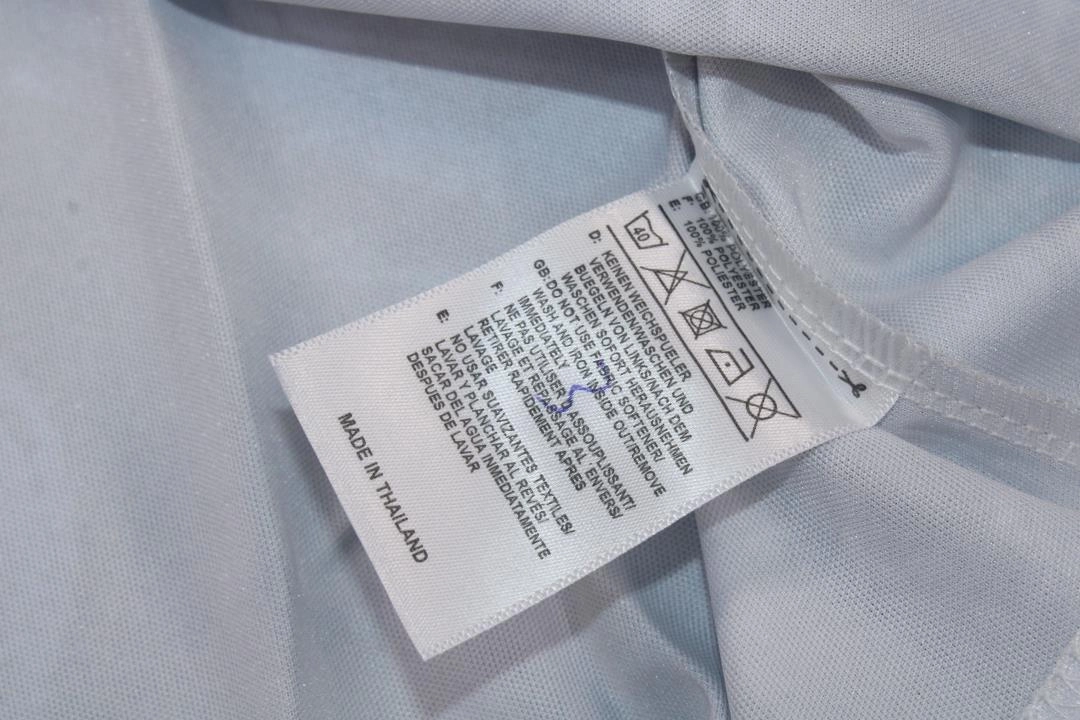 GB: 100% POLYESTER
F: 100% POLYESTER
E: 100% POLIESTER
40
D: KEINEN WEICHSPUELER
VERWENDEN/WASCHEN UND
BUEGELN VON LINKS/NACH DEM
WASCHEN SOFORT HERAUSNEHMEN
GB:DO NOT USE FABRIC SOFTENER/
WASH AND IRON INSIDE OUT/REMOVE
IMMEDIATELY
F: NE PAS UTILISER D'ASSOUPLISSANT/
LAVAGE ET REPASSAGE AL ENVERS/
RETIRER RAPIDEMENT APRES
LAVAGE
E: NO USAR SUAVIZANTES TEXTILES/
LAVAR Y PLANCHAR AL REVÉS/
SACAR DEL AGUA INMEDIATAMENTE
DESPUES DE LAVAR
MADE IN THAILAND